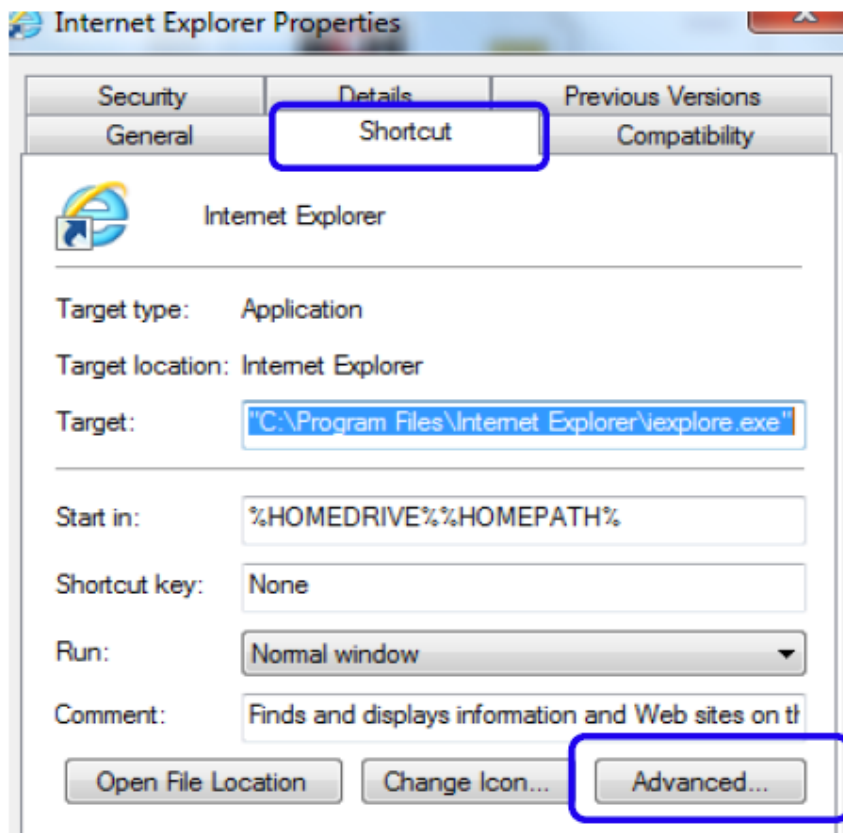 Internet Explorer Properties
Security Details Previous Versions
General Shortcut Compatibility
Internet Explorer
Target type: Application
Target location: Internet Explorer
Target: "C:\Program Files\Internet Explorer\iexplore.exe"
Start in: %HOMEDRIVE%%HOMEPATH%
Shortcut key: None
Run: Normal window
Comment: Finds and displays information and Web sites on th
Open File Location Change Icon... Advanced...